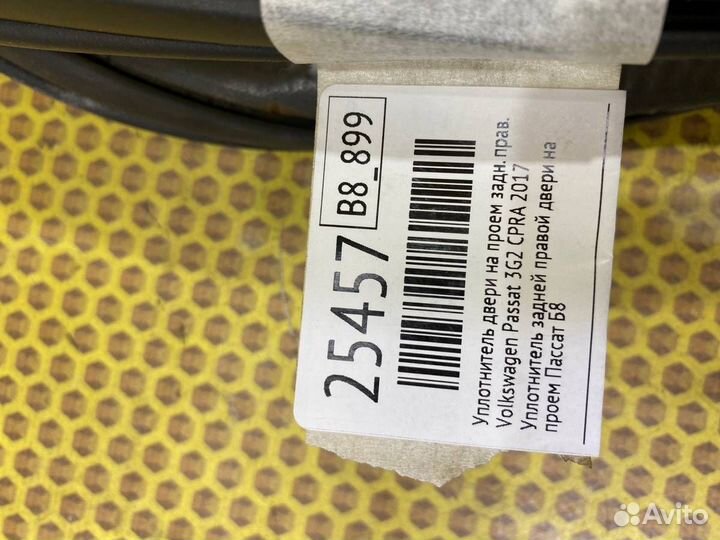 25457
B8_899
Уплотнитель двери на проем задн. прав.
Volkswagen Passat 3G2 CPRA 2017
Уплотнитель задней правой двери на
проем Пассат Б8
Avito